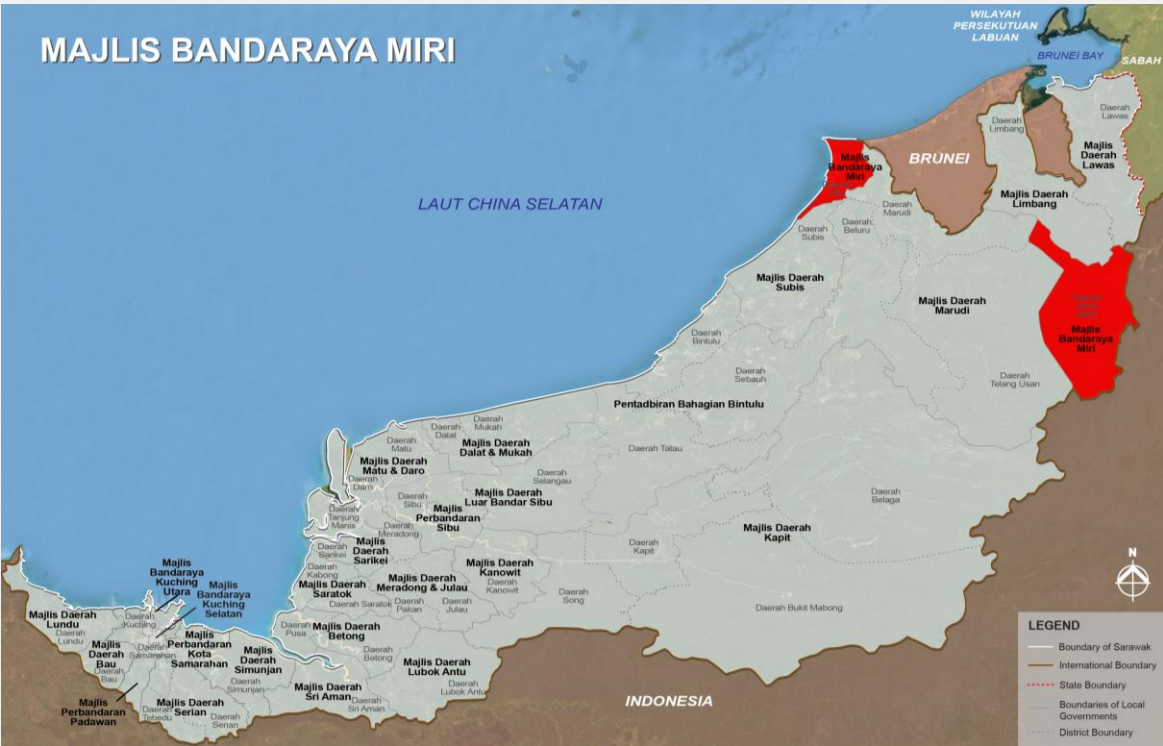 MAJLIS BANDARAYA MIRI
WILAYAH
PERSEKUTUAN
LABUAN
BRUNEI BAY
SABAH
Daerah
Lawas
Daerah
Limbang
Majlis
Daerah
Lawas
BRUNEI
Majlis
Bandaraya
Miri
Majlis Daerah
Limbang
LAUT CHINA SELATAN
Daerah
Marudi
Daerah
Beluru
Daerah
Subis
Majlis Daerah
Subis
Majlis Daerah
Marudi
Majlis
Bandaraya
Miri
Daerah
Bintulu
Daerah
Sebauh
Daerah
Telang Usan
Pentadbiran Bahagian Bintulu
Daerah
Mukah
Daerah
Dalat
Daerah
Matu
Majlis Daerah
Dalat & Mukah
Daerah Tatau
Majlis Daerah
Matu & Daro
Daerah
Daro
Daerah
Selangau
Daerah
Sibu
Majlis Daerah
Luar Bandar Sibu
Daerah
Belaga
Daerah
Tanjung
Manis
Majlis
Perbandaran
Sibu
Daerah
Meradong
Majlis Daerah
Kapit
Daerah
Sarikei
Majlis
Daerah
Sarikei
Daerah
Kapit
Majlis
Bandaraya
Kuching
Utara
Majlis
Bandaraya
Kuching
Selatan
Daerah
Kabong
Majlis Daerah
Saratok
Majlis Daerah
Meradong & Julau
Majlis Daerah
Kanowit
Daerah
Kanowit
Daerah
Song
Daerah Saratok
Daerah
Pakan
Daerah
Julau
Daerah Bukit Mabong
Majlis Daerah
Lundu
Daerah
Lundu
Daerah
Kuching
Daerah
Pusa
Majlis Daerah
Betong
Daerah
Betong
Majlis
Daerah
Bau
Daerah
Bau
Daerah
Samarahan
Majlis
Perbandaran
Kota
Samarahan
Majlis
Daerah
Simunjan
Daerah
Simunjan
Majlis Daerah
Lubok Antu
Daerah
Lubok Antu
Majlis Daerah
Sri Aman
Daerah
Sri Aman
Majlis
Perbandaran
Padawan
Daerah
Tebedu
Majlis Daerah
Serian
Daerah
Serian
INDONESIA
N
LEGEND
Boundary of Sarawak
International Boundary
State Boundary
Boundaries of Local
Governments
District Boundary